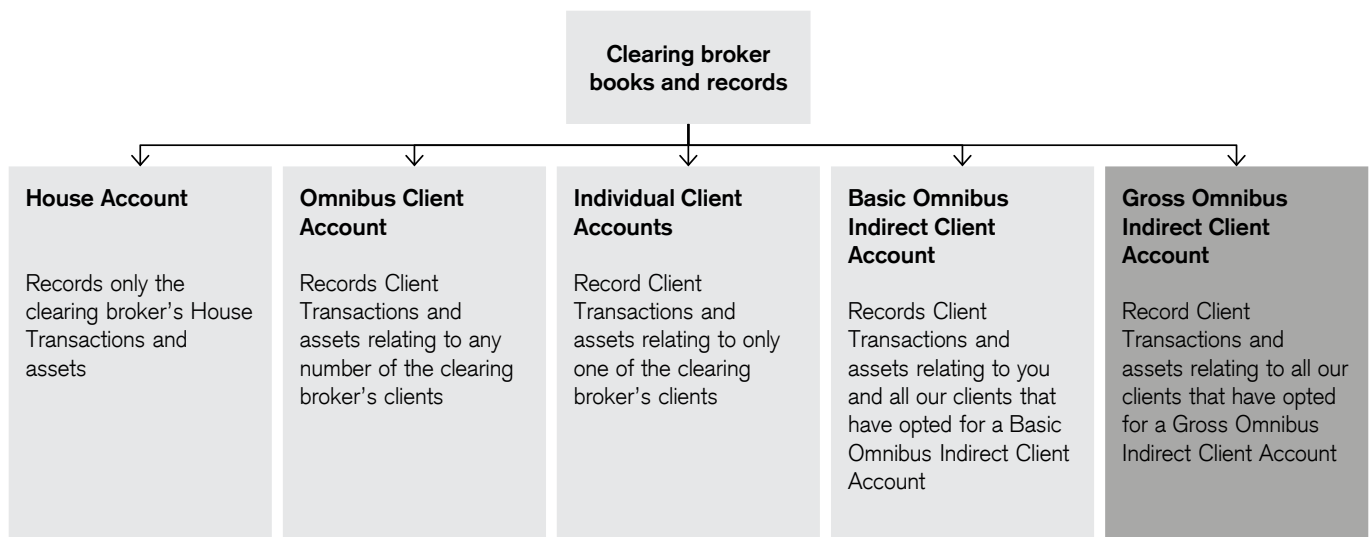 Clearing broker
books and records
House Account
Records only the
clearing broker's House
Transactions and
assets
Omnibus Client
Account
Records Client
Transactions and
assets relating to any
number of the clearing
broker's clients
Individual Client
Accounts
Record Client
Transactions and
assets relating to only
one of the clearing
broker's clients
Basic Omnibus
Indirect Client
Account
Records Client
Transactions and
assets relating to you
and all our clients that
have opted for a Basic
Omnibus Indirect Client
Account
Gross Omnibus
Indirect Client
Account
Record Client
Transactions and
assets relating to all our
clients that have opted
for a Gross Omnibus
Indirect Client Account